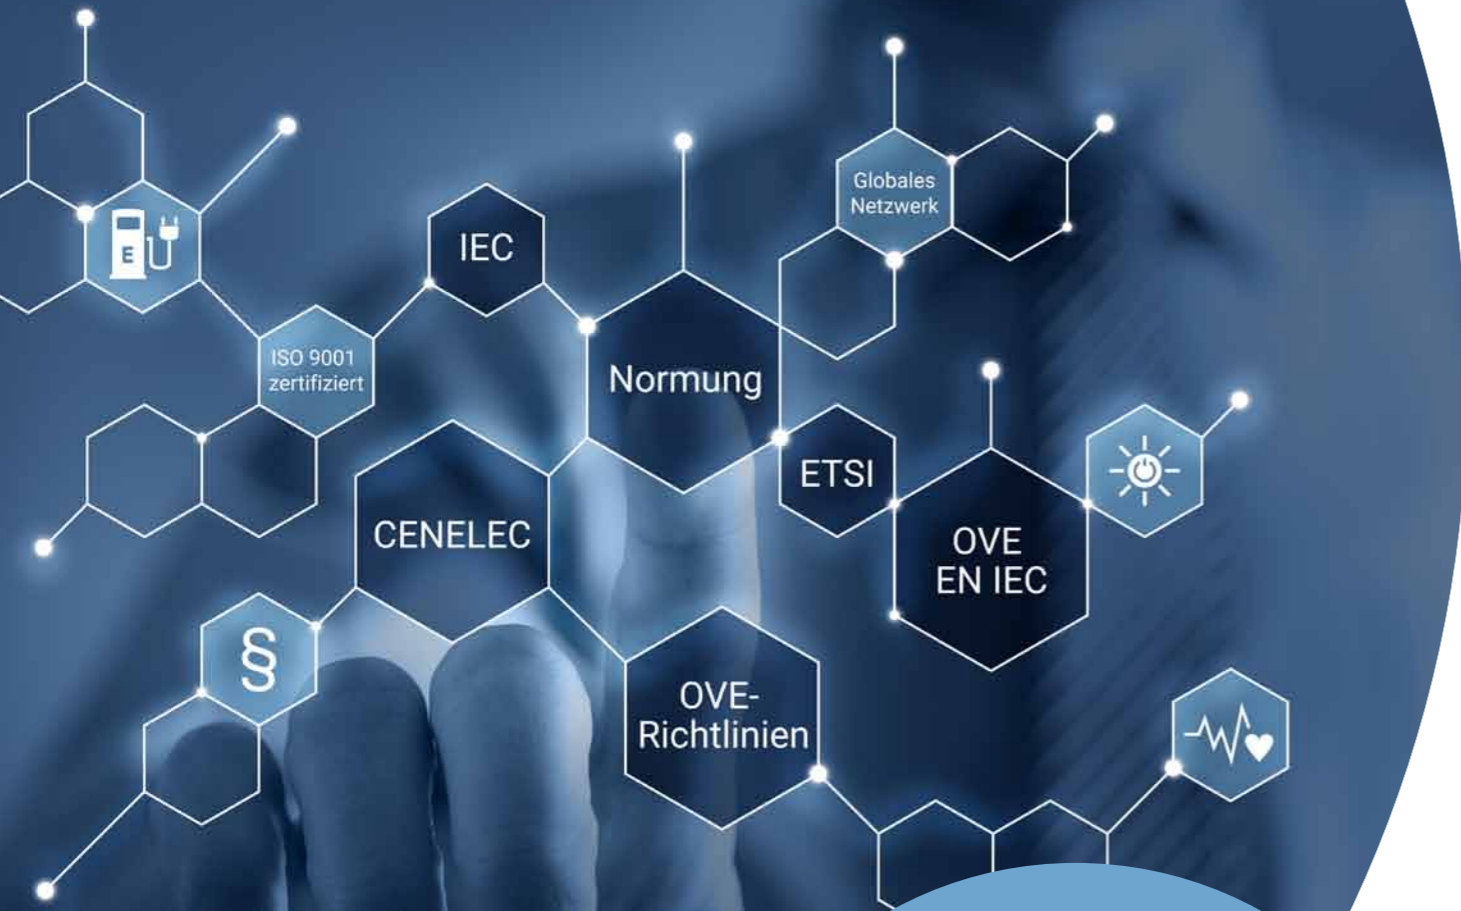 Globales
Netzwerk
E
IEC
ISO 9001
zertifiziert
Normung
ETSI
CENELEC
OVE
EN IEC
§
OVE-
Richtlinien